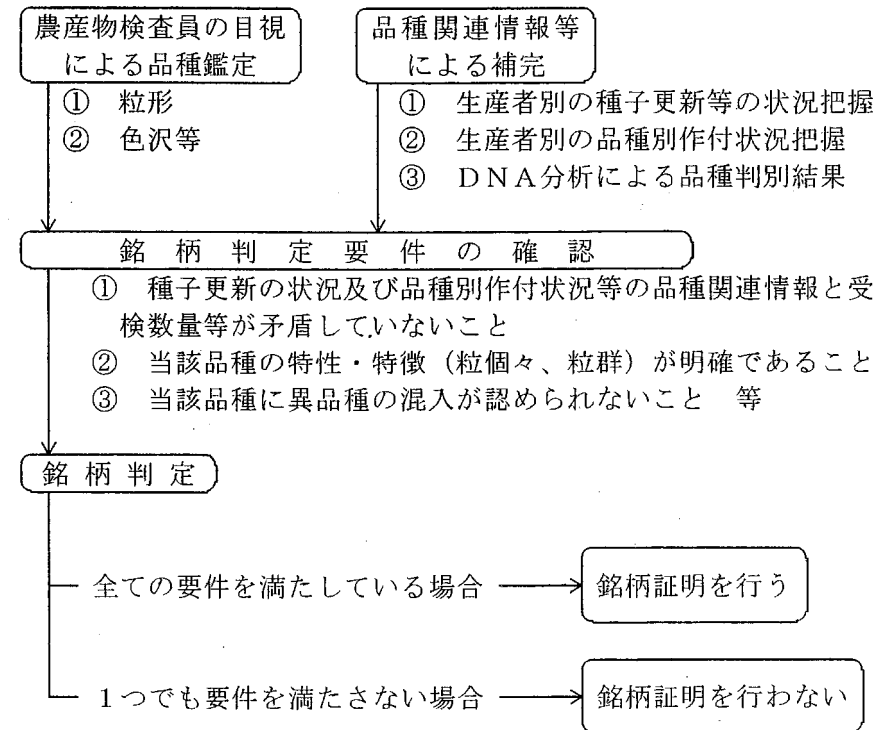 農産物検査員の目視
による品種鑑定
① 粒形
② 色沢等
品種関連情報等
による補完
① 生産者別の種子更新等の状況把握
② 生産者別の品種別作付状況把握
③ DNA分析による品種判別結果
銘柄判定要件の確認
① 種子更新の状況及び品種別作付状況等の品種関連情報と受
検数量等が矛盾していないこと
② 当該品種の特性・特徴（粒個々、粒群）が明確であること
③ 当該品種に異品種の混入が認められないこと 等
銘柄判定
全ての要件を満たしている場合
銘柄証明を行う
1つでも要件を満たさない場合
銘柄証明を行わない